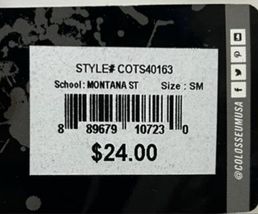 STYLE# COTS40163
School: MONTANA ST Size : SM
8 89679 10723 0
$24.00
@COLOSSEUMUSA